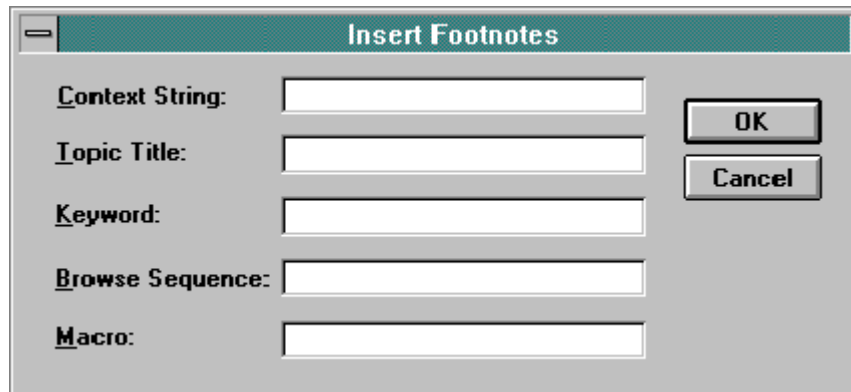 Insert Footnotes
Context String:
OK
Topic Title:
Cancel
Keyword:
Browse Sequence:
Macro: